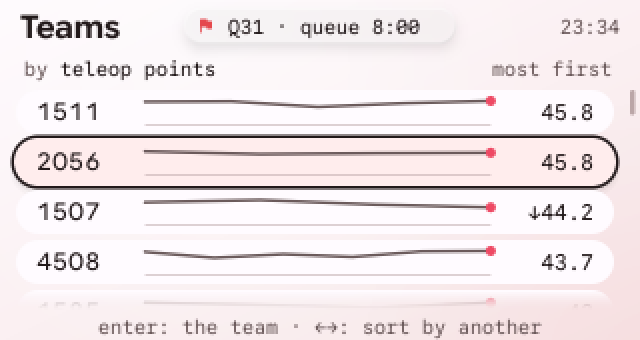 Teams
Q31 · queue 8:00
23:34
by teleop points
most first
1511 45.8
2056 45.8
1507 ↓44.2
4508 43.7
enter: the team · ↔: sort by another